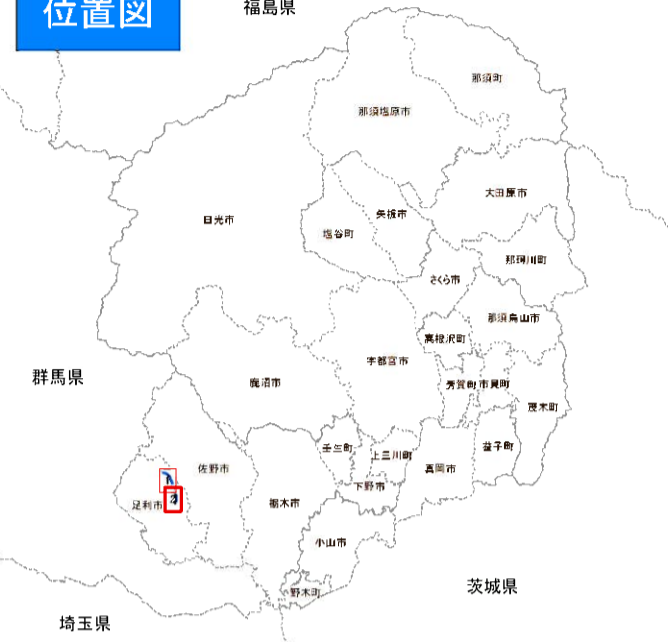 位置図
福島県
那須町
那須塩原市
大田原市
矢板市
日光市
塩谷町
那珂川町
さくら市
那須烏山市
高根沢町
宇都宮市
群馬県
鹿沼市
芳賀町
市貝町
茂木町
壬生町
上三川町
益子町
佐野市
真岡市
下野市
栃木市
足利市
小山市
茨城県
野木町
埼玉県